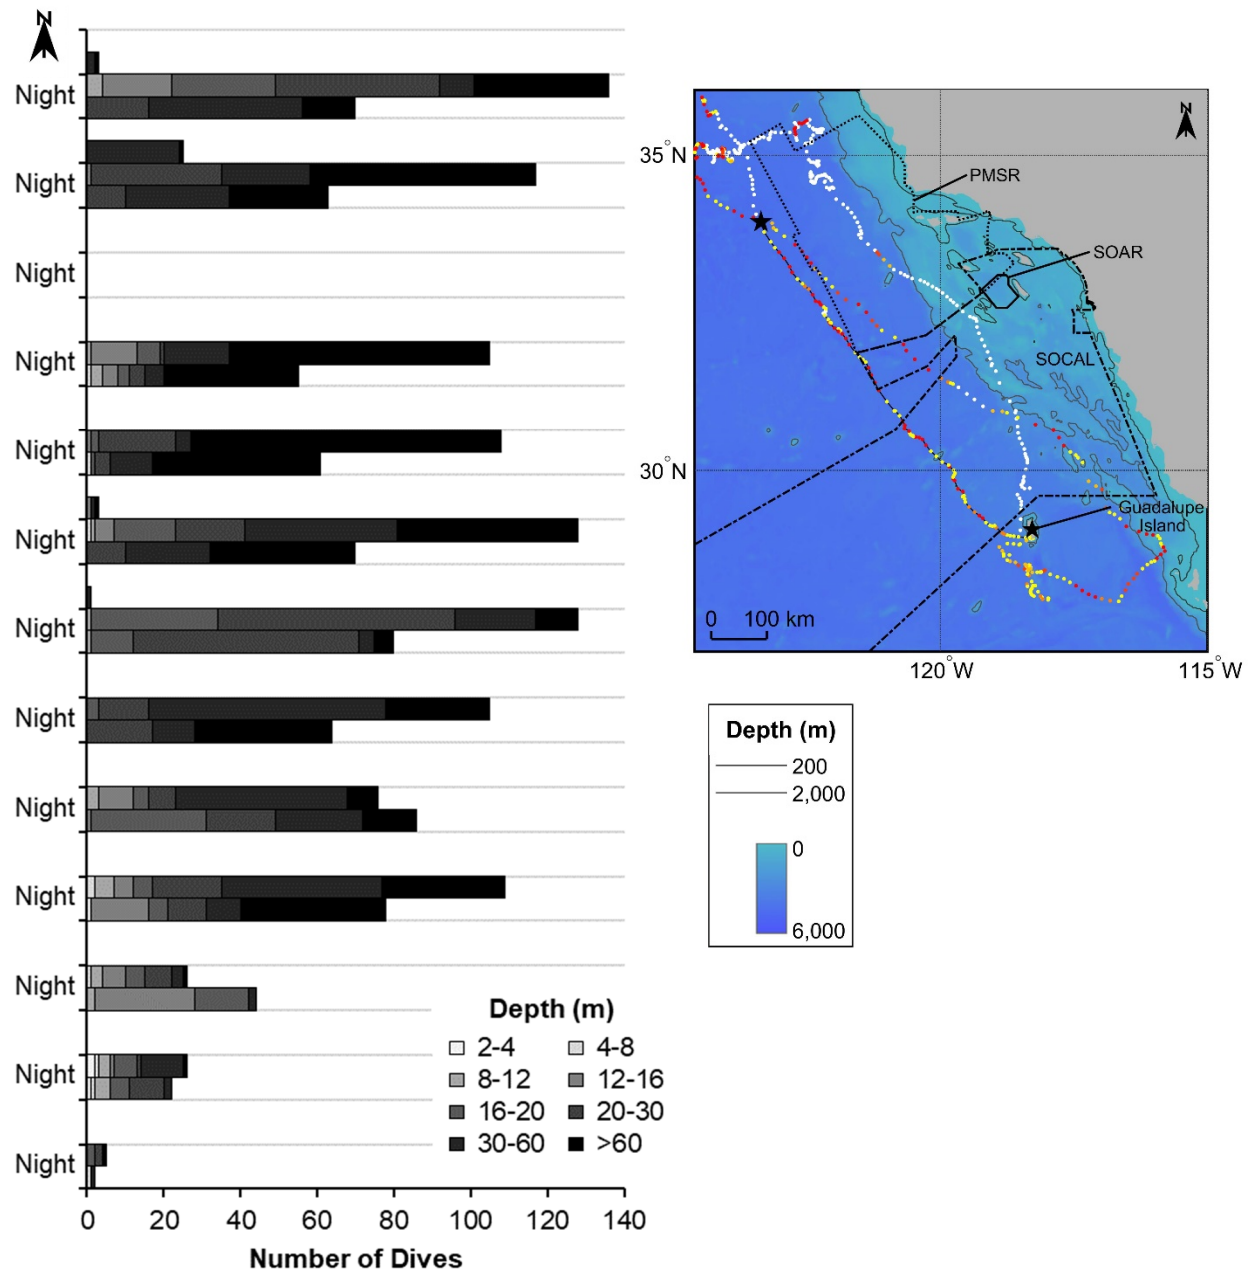 N
Night
Night
Night
Night
Night
Night
Night
Night
Night
Night
Night
Night
Night
0 20 40 60 80 100 120 140
Number of Dives
Depth (m)
2-4 4-8
8-12 12-16
16-20 20-30
30-60 >60
N
35°N
30°N
PMSR
SOAR
SOCAL
Guadalupe
Island
0 100 km
120°W 115°W
Depth (m)
200
2,000
0
6,000